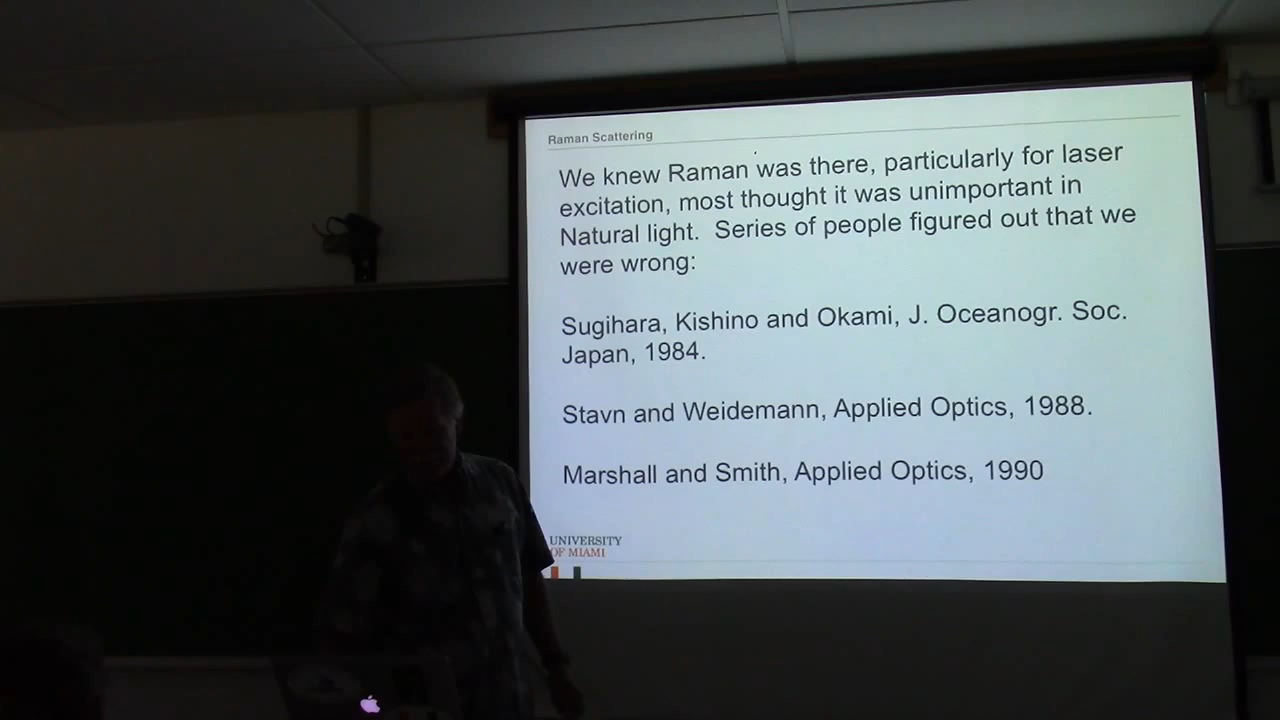 Raman Scattering
We knew Raman was there, particularly for laser
excitation, most thought it was unimportant in
Natural light.  Series of people figured out that we
were wrong:
Sugihara, Kishino and Okami, J. Oceanogr. Soc.
Japan, 1984.
Stavn and Weidemann, Applied Optics, 1988.
Marshall and Smith, Applied Optics, 1990
UNIVERSITY
OF MIAMI